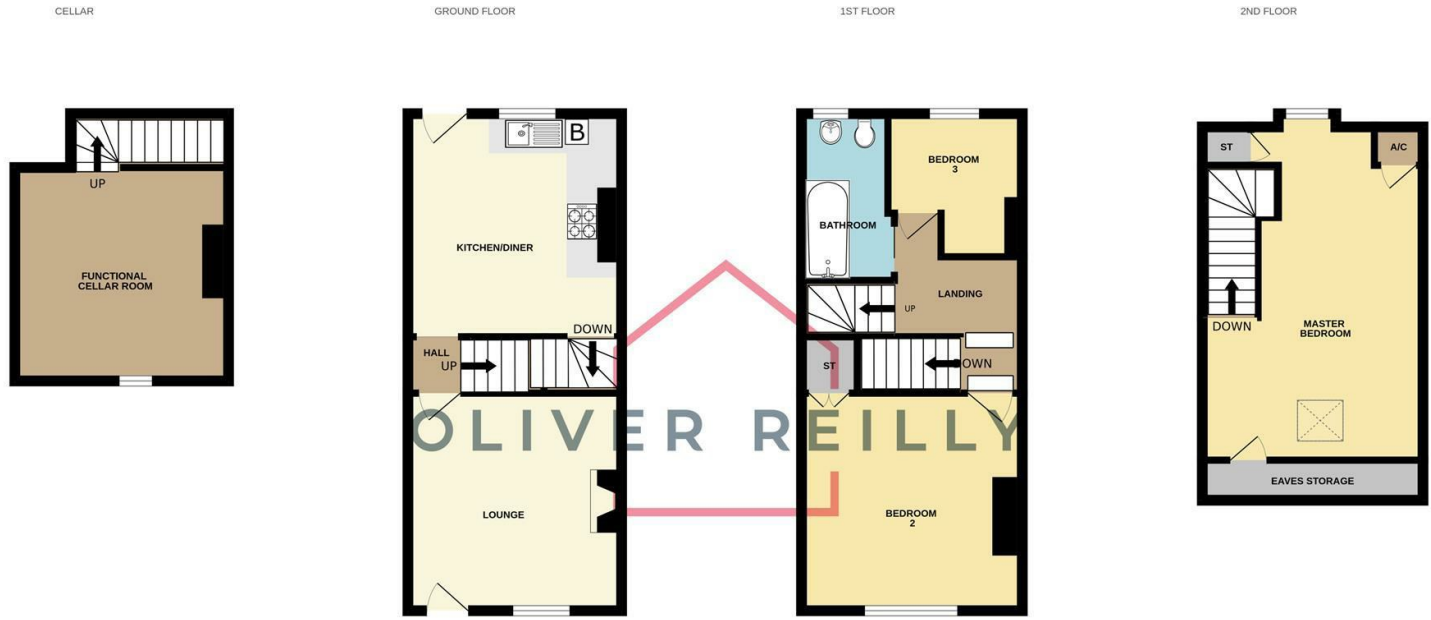 CELLAR
GROUND FLOOR
1ST FLOOR
2ND FLOOR
UP
FUNCTIONAL
CELLAR ROOM
B
KITCHEN/DINER
DOWN
HALL
UP
LOUNGE
BEDROOM
3
BATHROOM
LANDING
UP
ST
DOWN
BEDROOM
2
ST
A/C
DOWN
MASTER
BEDROOM
EAVES STORAGE
OLIVER REILLY